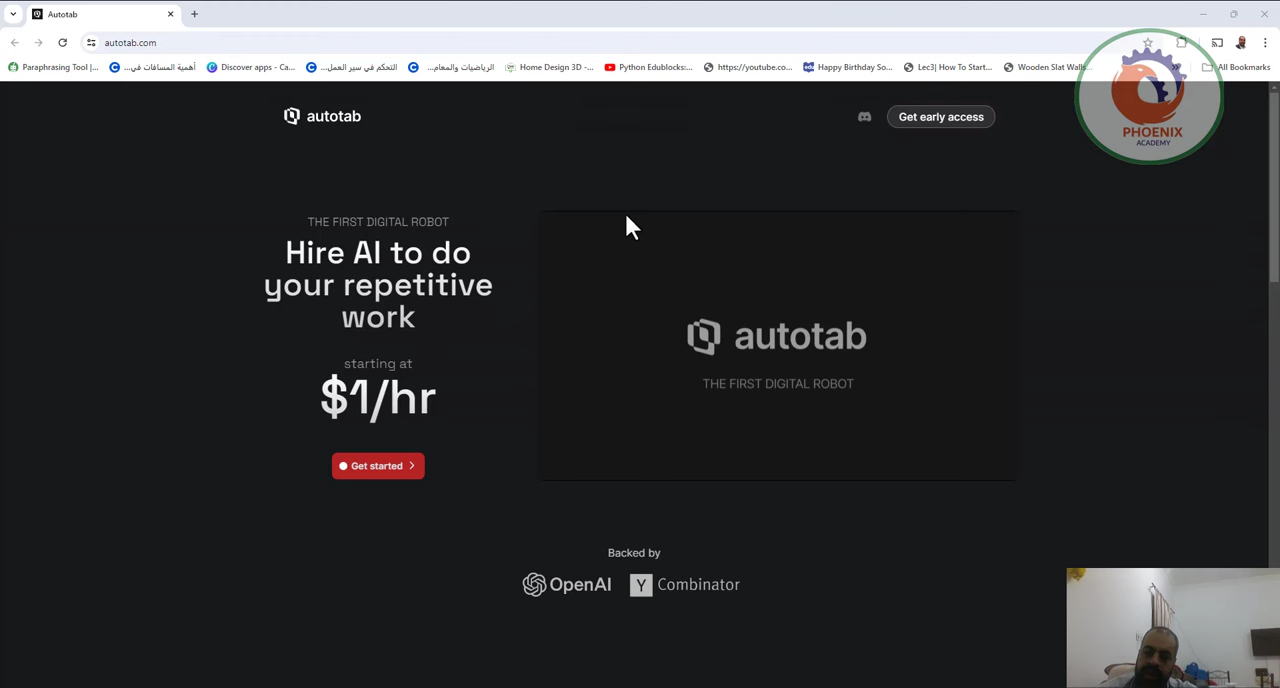 Autotab
autotab.com
Paraphrasing Tool |...
أهمية المسافات في...
Discover apps - Ca...
التحكم في سير العمل...
الرياضيات والمعام...
Home Design 3D -...
Python Edublocks:...
https://youtube.co...
Happy Birthday So...
Lec3| How To Start...
Wooden Slat Walls...
All Bookmarks
PHOENIX
ACADEMY
autotab
Get early access
THE FIRST DIGITAL ROBOT
Hire AI to do
your repetitive
work
starting at
$1/hr
Get started
autotab
THE FIRST DIGITAL ROBOT
Backed by
OpenAI
Y Combinator